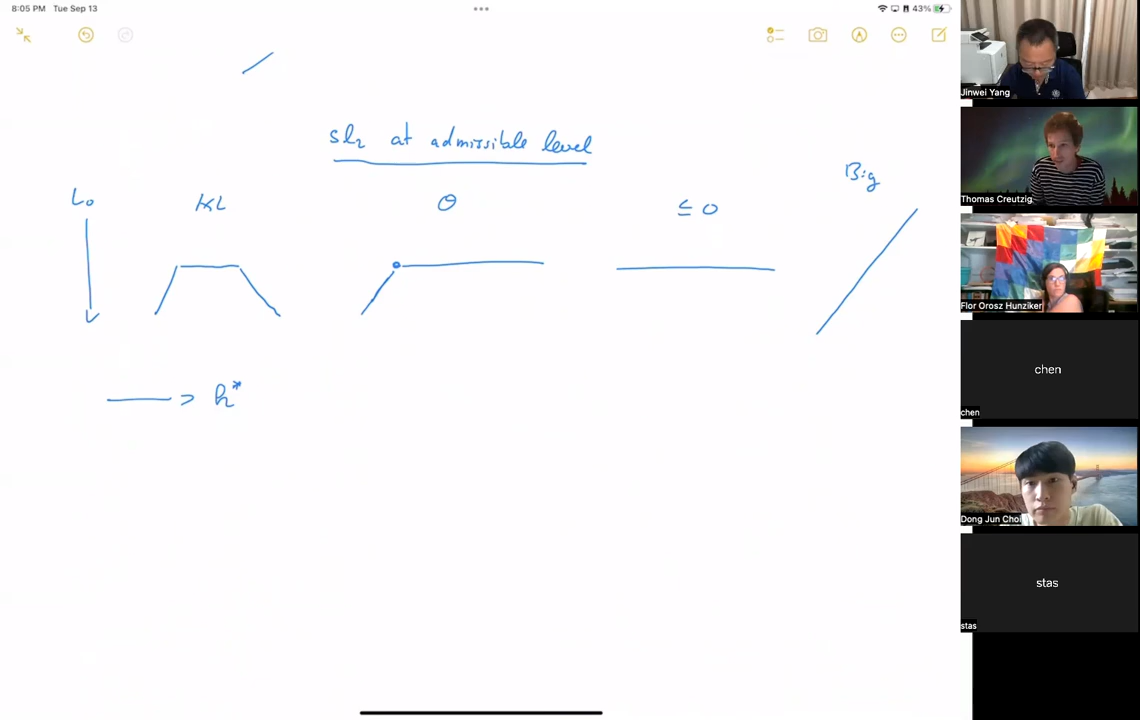 8:05 PM Tue Sep 13
43%
sl₂ at admissible level
Big
L₀ KL O ≤ 0
h*
Jinwei Yang
Thomas Creutzig
Flor Orosz Hunziker
chen
chen
Dong Jun Choi
stas
stas